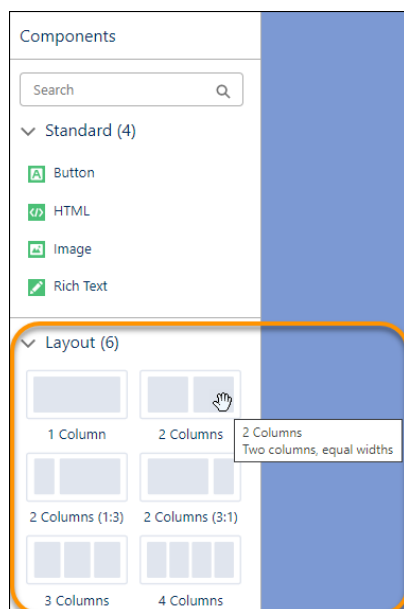 Components
Search
Standard (4)
Button
HTML
Image
Rich Text
Layout (6)
1 Column
2 Columns
2 Columns
Two columns, equal widths
2 Columns (1:3)
2 Columns (3:1)
3 Columns
4 Columns